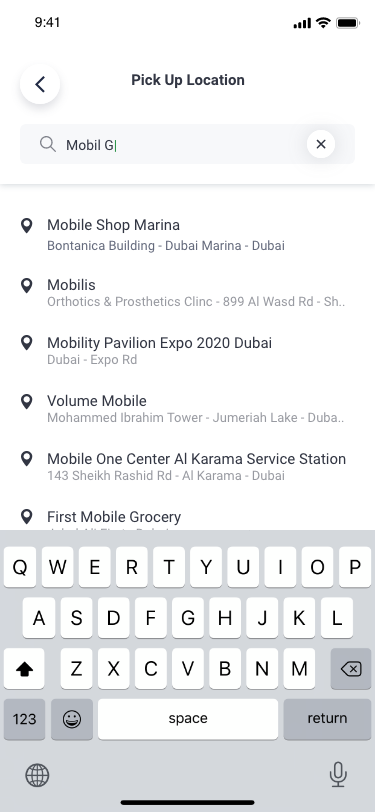 9:41
Pick Up Location
Mobil G
Mobile Shop Marina
Bontanica Building - Dubai Marina - Dubai
Mobilis
Orthotics & Prosthetics Clinc - 899 Al Wasd Rd - Sh..
Mobility Pavilion Expo 2020 Dubai
Dubai - Expo Rd
Volume Mobile
Mohammed Ibrahim Tower - Jumeriah Lake - Duba..
Mobile One Center Al Karama Service Station
143 Sheikh Rashid Rd - Al Karama - Dubai
First Mobile Grocery
Q W E R T Y U I O P
A S D F G H J K L
Z X C V B N M
123 space return